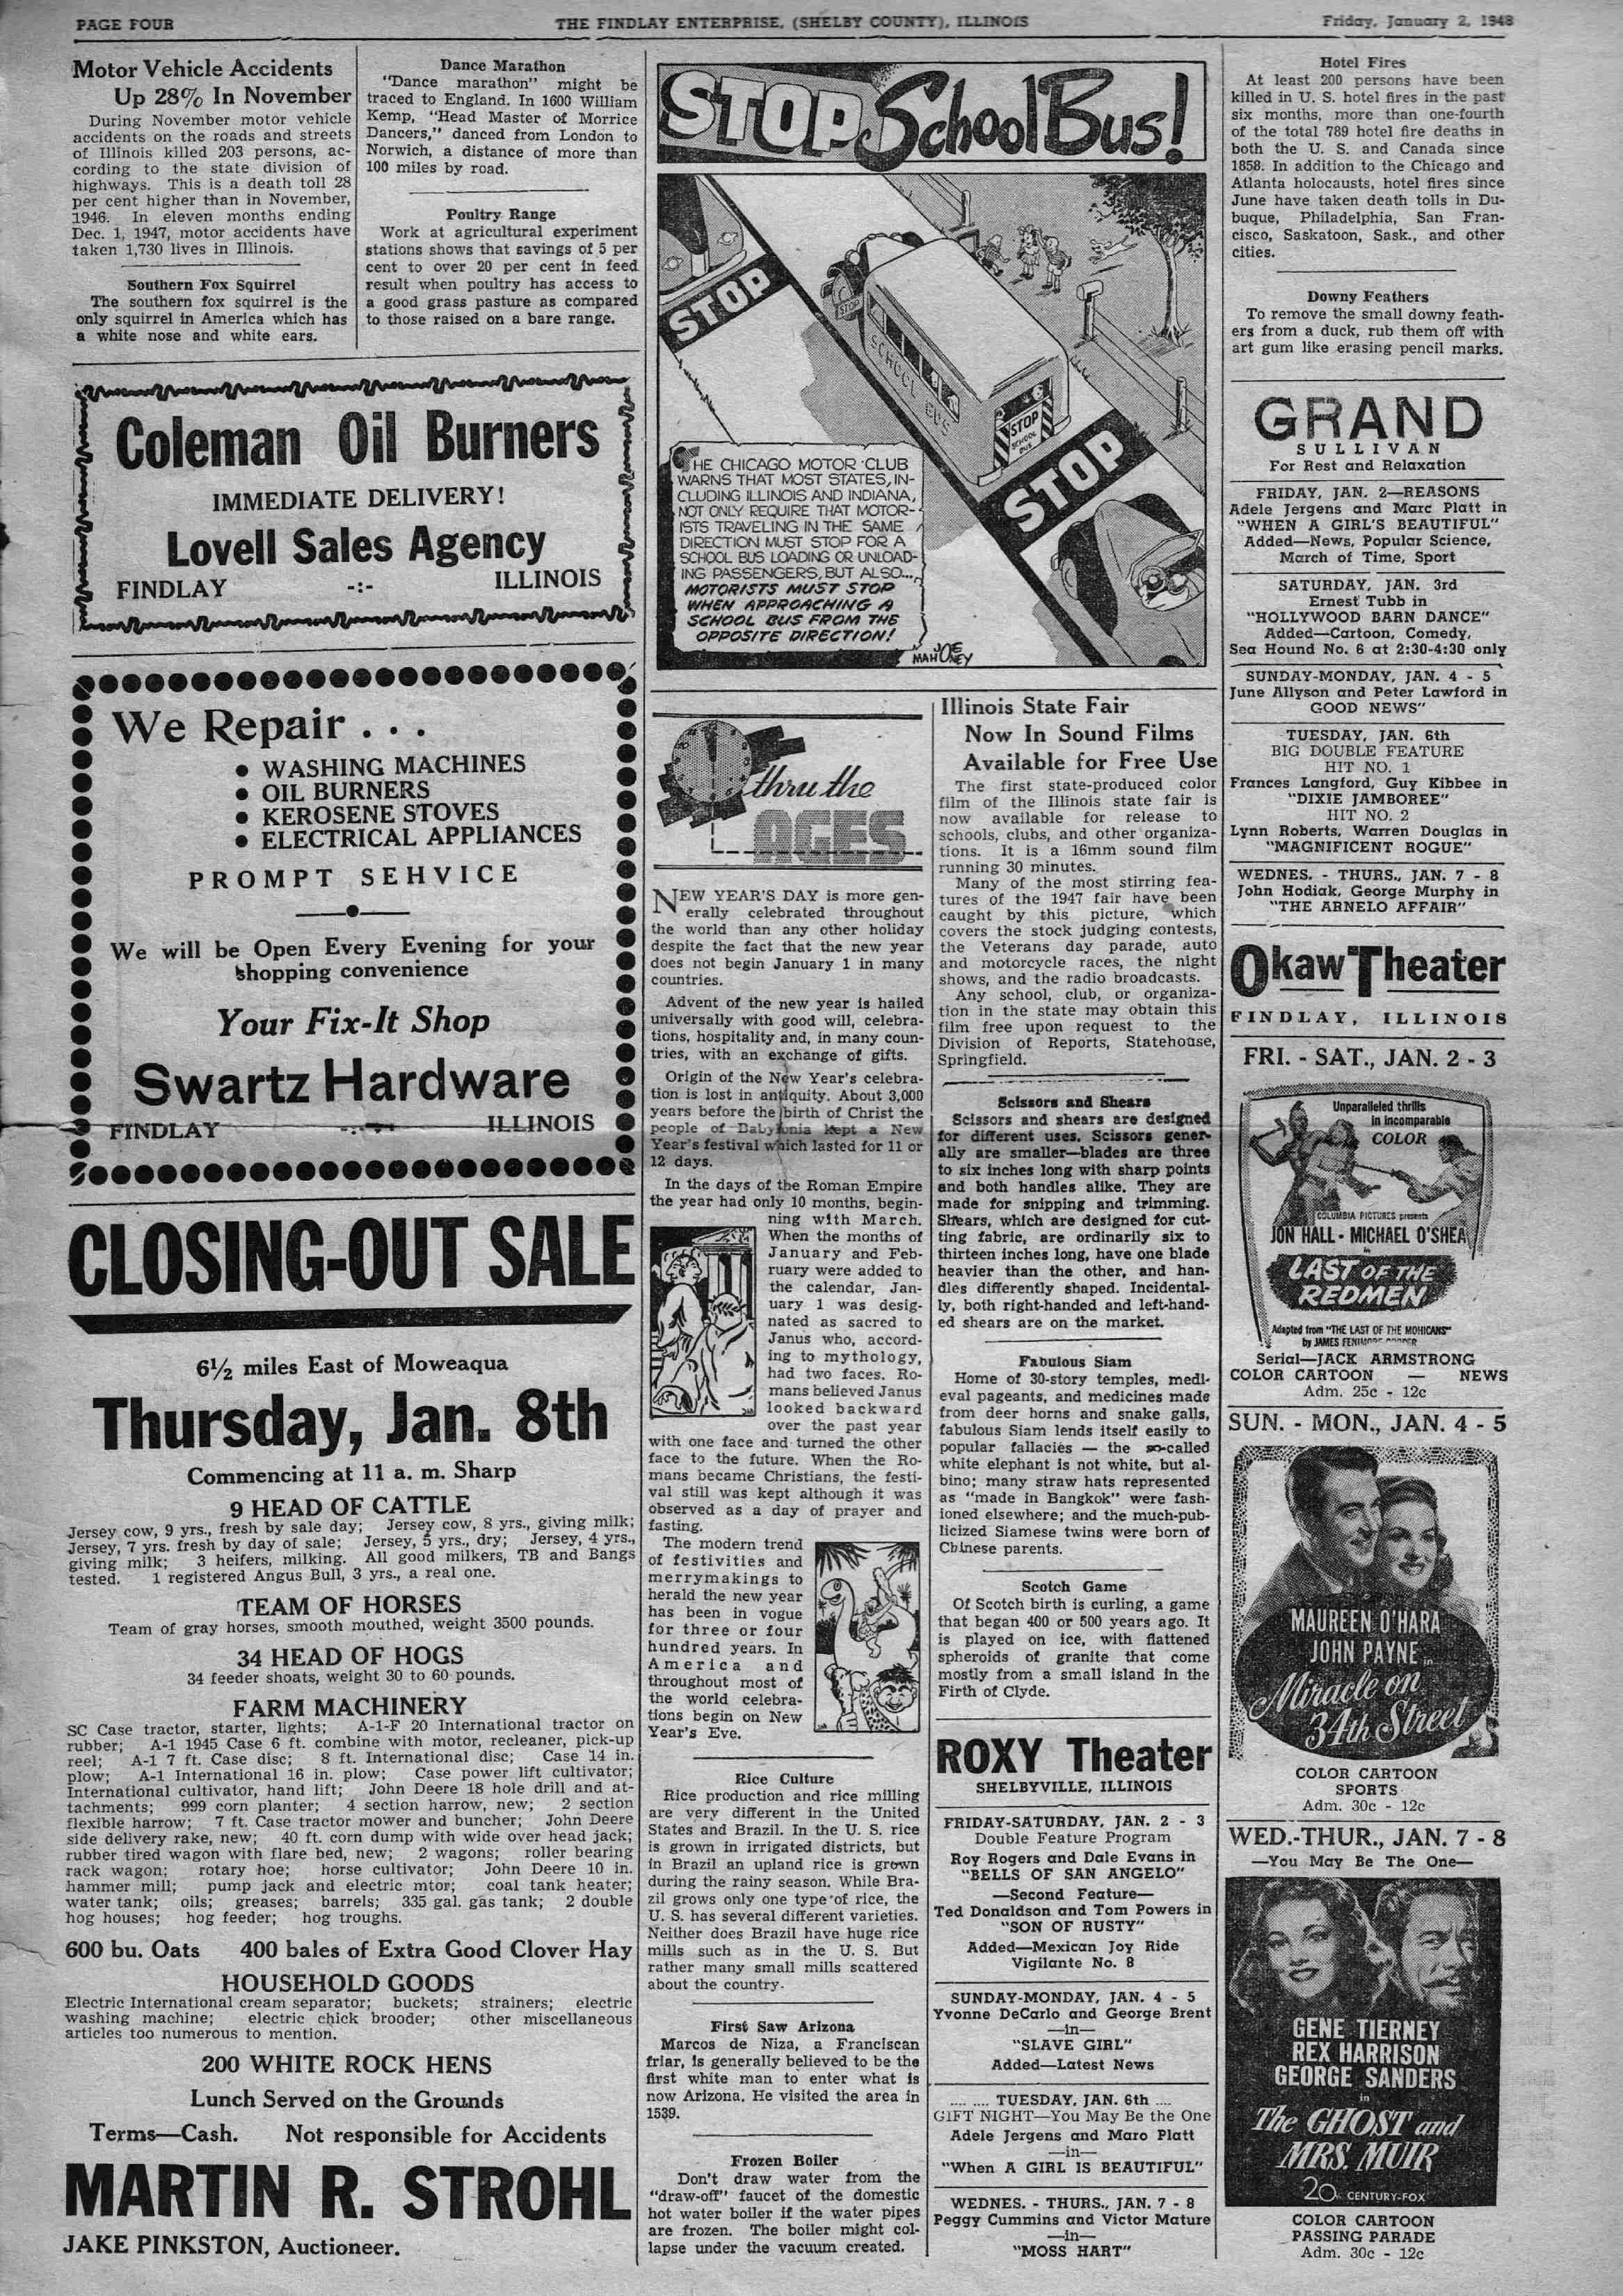 PAGE FOUR
THE FINDLAY ENTERPRISE, (SHELBY COUNTY), ILLINOIS
Friday, January 2, 1948
Motor Vehicle Accidents
Up 28% In November
During November motor vehicle
accidents on the roads and streets
of Illinois killed 203 persons, ac-
cording to the state division of
highways. This is a death toll 28
per cent higher than in November,
1946. In eleven months ending
Dec. 1, 1947, motor accidents have
taken 1,730 lives in Illinois.
Southern Fox Squirrel
The southern fox squirrel is the
only squirrel in America which has
a white nose and white ears.
Dance Marathon
"Dance marathon" might be
traced to England. In 1600 William
Kemp, "Head Master of Morrice
Dancers," danced from London to
Norwich, a distance of more than
100 miles by road.
Poultry Range
Work at agricultural experiment
stations shows that savings of 5 per
cent to over 20 per cent in feed
result when poultry has access to
a good grass pasture as compared
to those raised on a bare range.
Coleman Oil Burners
IMMEDIATE DELIVERY!
Lovell Sales Agency
FINDLAY -:- ILLINOIS
We Repair . . .
• WASHING MACHINES
• OIL BURNERS
• KEROSENE STOVES
• ELECTRICAL APPLIANCES
PROMPT SEHVICE
We will be Open Every Evening for your
shopping convenience
Your Fix-It Shop
Swartz Hardware
FINDLAY -:- ILLINOIS
CLOSING-OUT SALE
6½ miles East of Moweaqua
Thursday, Jan. 8th
Commencing at 11 a. m. Sharp
9 HEAD OF CATTLE
Jersey cow, 9 yrs., fresh by sale day; Jersey cow, 8 yrs., giving milk;
Jersey, 7 yrs. fresh by day of sale; Jersey, 5 yrs., dry; Jersey, 4 yrs.,
giving milk; 3 heifers, milking. All good milkers, TB and Bangs
tested. 1 registered Angus Bull, 3 yrs., a real one.
TEAM OF HORSES
Team of gray horses, smooth mouthed, weight 3500 pounds.
34 HEAD OF HOGS
34 feeder shoats, weight 30 to 60 pounds.
FARM MACHINERY
SC Case tractor, starter, lights; A-1-F 20 International tractor on
rubber; A-1 1945 Case 6 ft. combine with motor, recleaner, pick-up
reel; A-1 7 ft. Case disc; 8 ft. International disc; Case 14 in.
plow; A-1 International 16 in. plow; Case power lift cultivator;
International cultivator, hand lift; John Deere 18 hole drill and at-
tachments; 999 corn planter; 4 section harrow, new; 2 section
flexible harrow; 7 ft. Case tractor mower and buncher; John Deere
side delivery rake, new; 40 ft. corn dump with wide over head jack;
rubber tired wagon with flare bed, new; 2 wagons; roller bearing
rack wagon; rotary hoe; horse cultivator; John Deere 10 in.
hammer mill; pump jack and electric mtor; coal tank heater;
water tank; oils; greases; barrels; 335 gal. gas tank; 2 double
hog houses; hog feeder; hog troughs.
600 bu. Oats 400 bales of Extra Good Clover Hay
HOUSEHOLD GOODS
Electric International cream separator; buckets; strainers; electric
washing machine; electric chick brooder; other miscellaneous
articles too numerous to mention.
200 WHITE ROCK HENS
Lunch Served on the Grounds
Terms—Cash. Not responsible for Accidents
MARTIN R. STROHL
JAKE PINKSTON, Auctioneer.
STOP School Bus!
STOP
STOP
SCHOOL BUS
STOP
SCHOOL
BUS
STOP
THE CHICAGO MOTOR CLUB
WARNS THAT MOST STATES, IN-
CLUDING ILLINOIS AND INDIANA,
NOT ONLY REQUIRE THAT MOTOR-
ISTS TRAVELING IN THE SAME
DIRECTION MUST STOP FOR A
SCHOOL BUS LOADING OR UNLOAD-
ING PASSENGERS, BUT ALSO...
MOTORISTS MUST STOP
WHEN APPROACHING A
SCHOOL BUS FROM THE
OPPOSITE DIRECTION!
JOE
MAHONEY
thru the
AGES
NEW YEAR'S DAY is more gen-
erally celebrated throughout
the world than any other holiday
despite the fact that the new year
does not begin January 1 in many
countries.
Advent of the new year is hailed
universally with good will, celebra-
tions, hospitality and, in many coun-
tries, with an exchange of gifts.
Origin of the New Year's celebra-
tion is lost in antiquity. About 3,000
years before the birth of Christ the
people of Babylonia kept a New
Year's festival which lasted for 11 or
12 days.
In the days of the Roman Empire
the year had only 10 months, begin-
ning with March.
When the months of
January and Feb-
ruary were added to
the calendar, Jan-
uary 1 was desig-
nated as sacred to
Janus who, accord-
ing to mythology,
had two faces. Ro-
mans believed Janus
looked backward
over the past year
with one face and turned the other
face to the future. When the Ro-
mans became Christians, the festi-
val still was kept although it was
observed as a day of prayer and
fasting.
The modern trend
of festivities and
merrymakings to
herald the new year
has been in vogue
for three or four
hundred years. In
America and
throughout most of
the world celebra-
tions begin on New
Year's Eve.
Rice Culture
Rice production and rice milling
are very different in the United
States and Brazil. In the U. S. rice
is grown in irrigated districts, but
in Brazil an upland rice is grown
during the rainy season. While Bra-
zil grows only one type of rice, the
U. S. has several different varieties.
Neither does Brazil have huge rice
mills such as in the U. S. But
rather many small mills scattered
about the country.
First Saw Arizona
Marcos de Niza, a Franciscan
friar, is generally believed to be the
first white man to enter what is
now Arizona. He visited the area in
1539.
Frozen Boiler
Don't draw water from the
"draw-off" faucet of the domestic
hot water boiler if the water pipes
are frozen. The boiler might col-
lapse under the vacuum created.
Illinois State Fair
Now In Sound Films
Available for Free Use
The first state-produced color
film of the Illinois state fair is
now available for release to
schools, clubs, and other organiza-
tions. It is a 16mm sound film
running 30 minutes.
Many of the most stirring fea-
tures of the 1947 fair have been
caught by this picture, which
covers the stock judging contests,
the Veterans day parade, auto
and motorcycle races, the night
shows, and the radio broadcasts.
Any school, club, or organiza-
tion in the state may obtain this
film free upon request to the
Division of Reports, Statehouse,
Springfield.
Scissors and Shears
Scissors and shears are designed
for different uses. Scissors gener-
ally are smaller—blades are three
to six inches long with sharp points
and both handles alike. They are
made for snipping and trimming.
Shears, which are designed for cut-
ting fabric, are ordinarily six to
thirteen inches long, have one blade
heavier than the other, and han-
dles differently shaped. Incidental-
ly, both right-handed and left-hand-
ed shears are on the market.
Fabulous Siam
Home of 30-story temples, medi-
eval pageants, and medicines made
from deer horns and snake galls,
fabulous Siam lends itself easily to
popular fallacies — the so-called
white elephant is not white, but al-
bino; many straw hats represented
as "made in Bangkok" were fash-
ioned elsewhere; and the much-pub-
licized Siamese twins were born of
Chinese parents.
Scotch Game
Of Scotch birth is curling, a game
that began 400 or 500 years ago. It
is played on ice, with flattened
spheroids of granite that come
mostly from a small island in the
Firth of Clyde.
ROXY Theater
SHELBYVILLE, ILLINOIS
FRIDAY-SATURDAY, JAN. 2 - 3
Double Feature Program
Roy Rogers and Dale Evans in
"BELLS OF SAN ANGELO"
—Second Feature—
Ted Donaldson and Tom Powers in
"SON OF RUSTY"
Added—Mexican Joy Ride
Vigilante No. 8
SUNDAY-MONDAY, JAN. 4 - 5
Yvonne DeCarlo and George Brent
—in—
"SLAVE GIRL"
Added—Latest News
.... .... TUESDAY, JAN. 6th ....
GIFT NIGHT—You May Be the One
Adele Jergens and Maro Platt
—in—
"When A GIRL IS BEAUTIFUL"
WEDNES. - THURS., JAN. 7 - 8
Peggy Cummins and Victor Mature
—in—
"MOSS HART"
Hotel Fires
At least 200 persons have been
killed in U. S. hotel fires in the past
six months, more than one-fourth
of the total 789 hotel fire deaths in
both the U. S. and Canada since
1858. In addition to the Chicago and
Atlanta holocausts, hotel fires since
June have taken death tolls in Du-
buque, Philadelphia, San Fran-
cisco, Saskatoon, Sask., and other
cities.
Downy Feathers
To remove the small downy feath-
ers from a duck, rub them off with
art gum like erasing pencil marks.
GRAND
SULLIVAN
For Rest and Relaxation
FRIDAY, JAN. 2—REASONS
Adele Jergens and Marc Platt in
"WHEN A GIRL'S BEAUTIFUL"
Added—News, Popular Science,
March of Time, Sport
SATURDAY, JAN. 3rd
Ernest Tubb in
"HOLLYWOOD BARN DANCE"
Added—Cartoon, Comedy,
Sea Hound No. 6 at 2:30-4:30 only
SUNDAY-MONDAY, JAN. 4 - 5
June Allyson and Peter Lawford in
GOOD NEWS"
TUESDAY, JAN. 6th
BIG DOUBLE FEATURE
HIT NO. 1
Frances Langford, Guy Kibbee in
"DIXIE JAMBOREE"
HIT NO. 2
Lynn Roberts, Warren Douglas in
"MAGNIFICENT ROGUE"
WEDNES. - THURS., JAN. 7 - 8
John Hodiak, George Murphy in
"THE ARNELO AFFAIR"
Okaw Theater
FINDLAY, ILLINOIS
FRI. - SAT., JAN. 2 - 3
Unparalleled thrills
in incomparable
COLOR
COLUMBIA PICTURES presents
JON HALL - MICHAEL O'SHEA
in
LAST OF THE
REDMEN
Adapted from "THE LAST OF THE MOHICANS"
by JAMES FENIMORE COOPER
Serial—JACK ARMSTRONG
COLOR CARTOON — NEWS
Adm. 25c - 12c
SUN. - MON., JAN. 4 - 5
MAUREEN O'HARA
JOHN PAYNE
in
Miracle on
34th Street
COLOR CARTOON
SPORTS
Adm. 30c - 12c
WED.-THUR., JAN. 7 - 8
—You May Be The One—
GENE TIERNEY
REX HARRISON
GEORGE SANDERS
in
The GHOST and
MRS. MUIR
20 CENTURY-FOX
COLOR CARTOON
PASSING PARADE
Adm. 30c - 12c